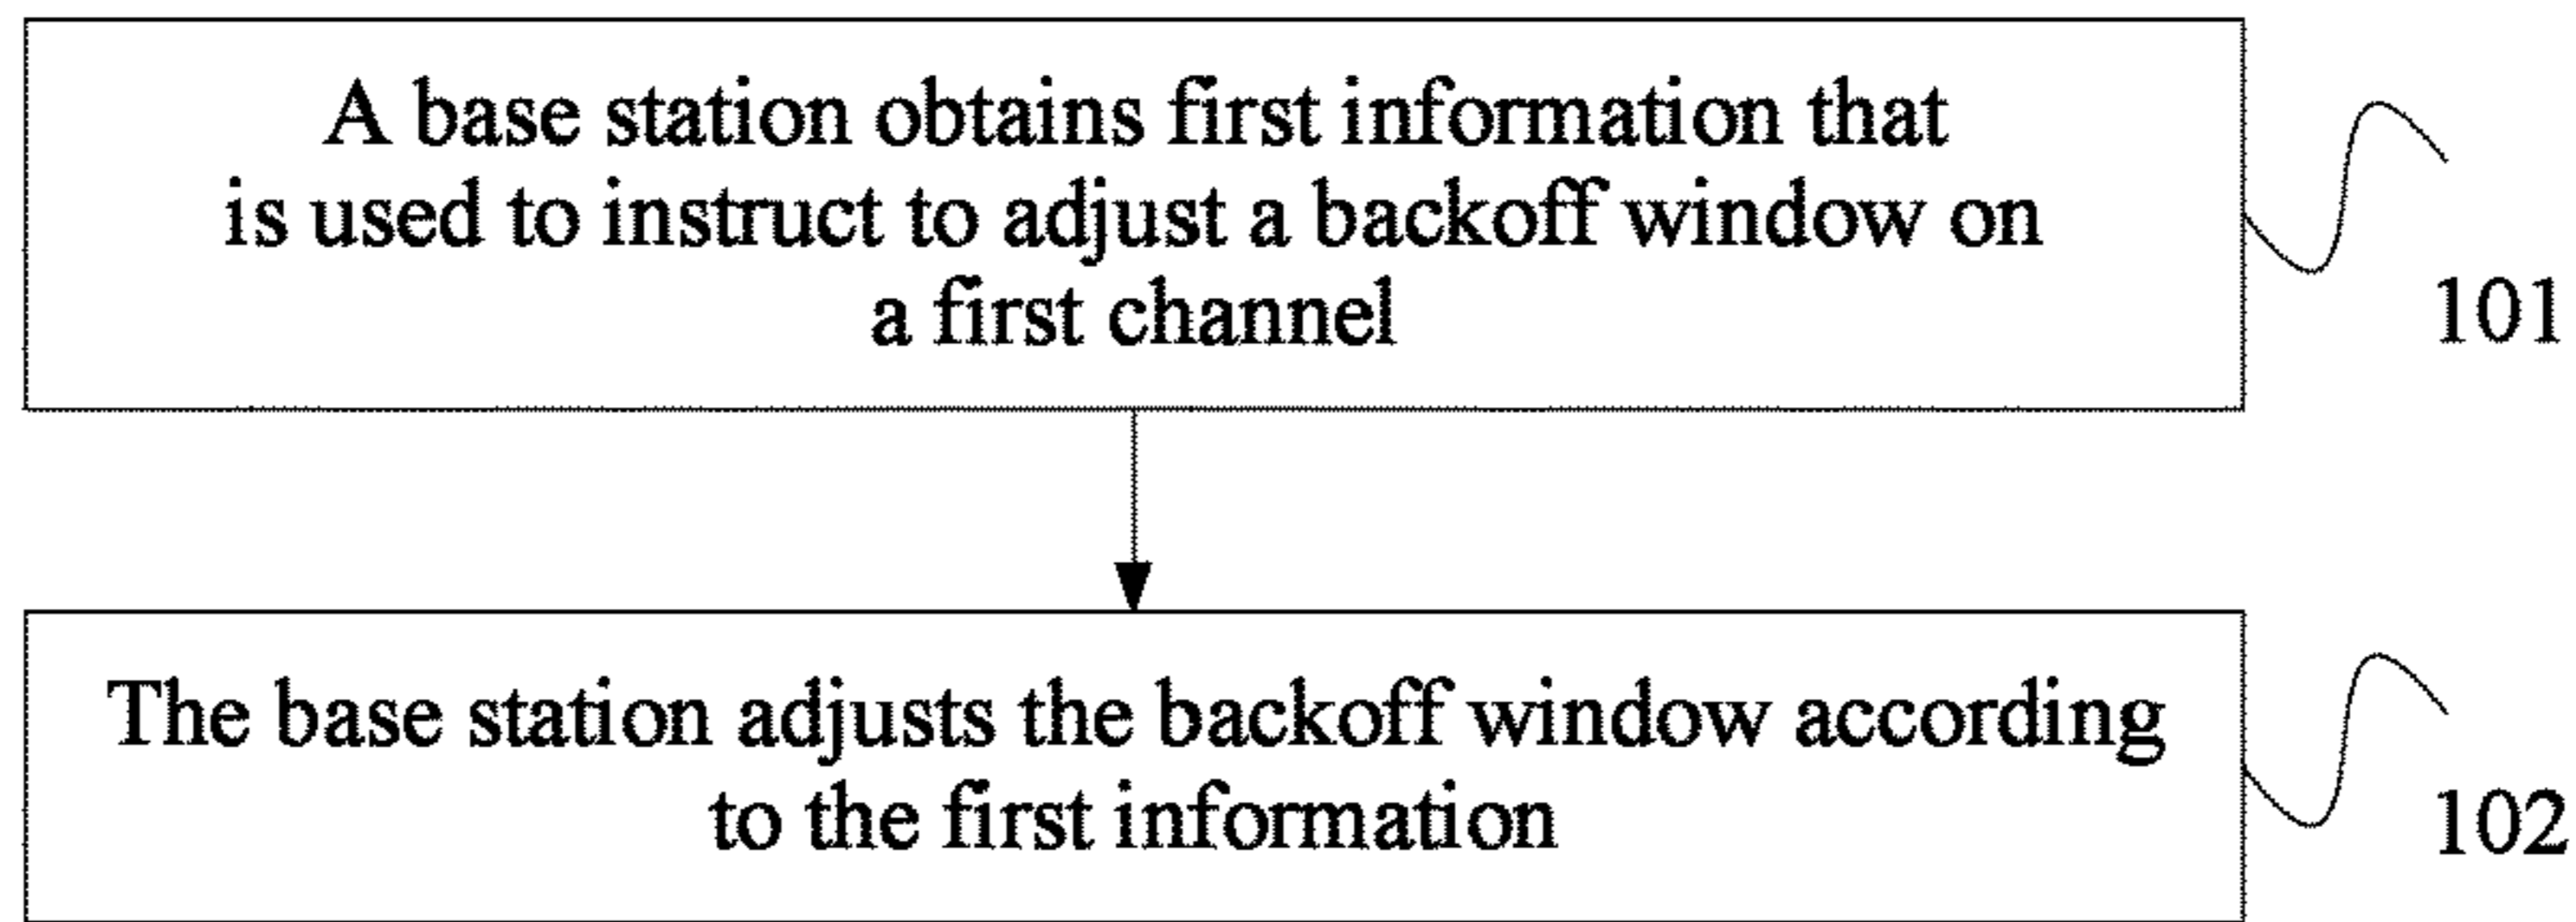 A base station obtains first information that
is used to instruct to adjust a backoff window on
a first channel
101
The base station adjusts the backoff window according
to the first information
102